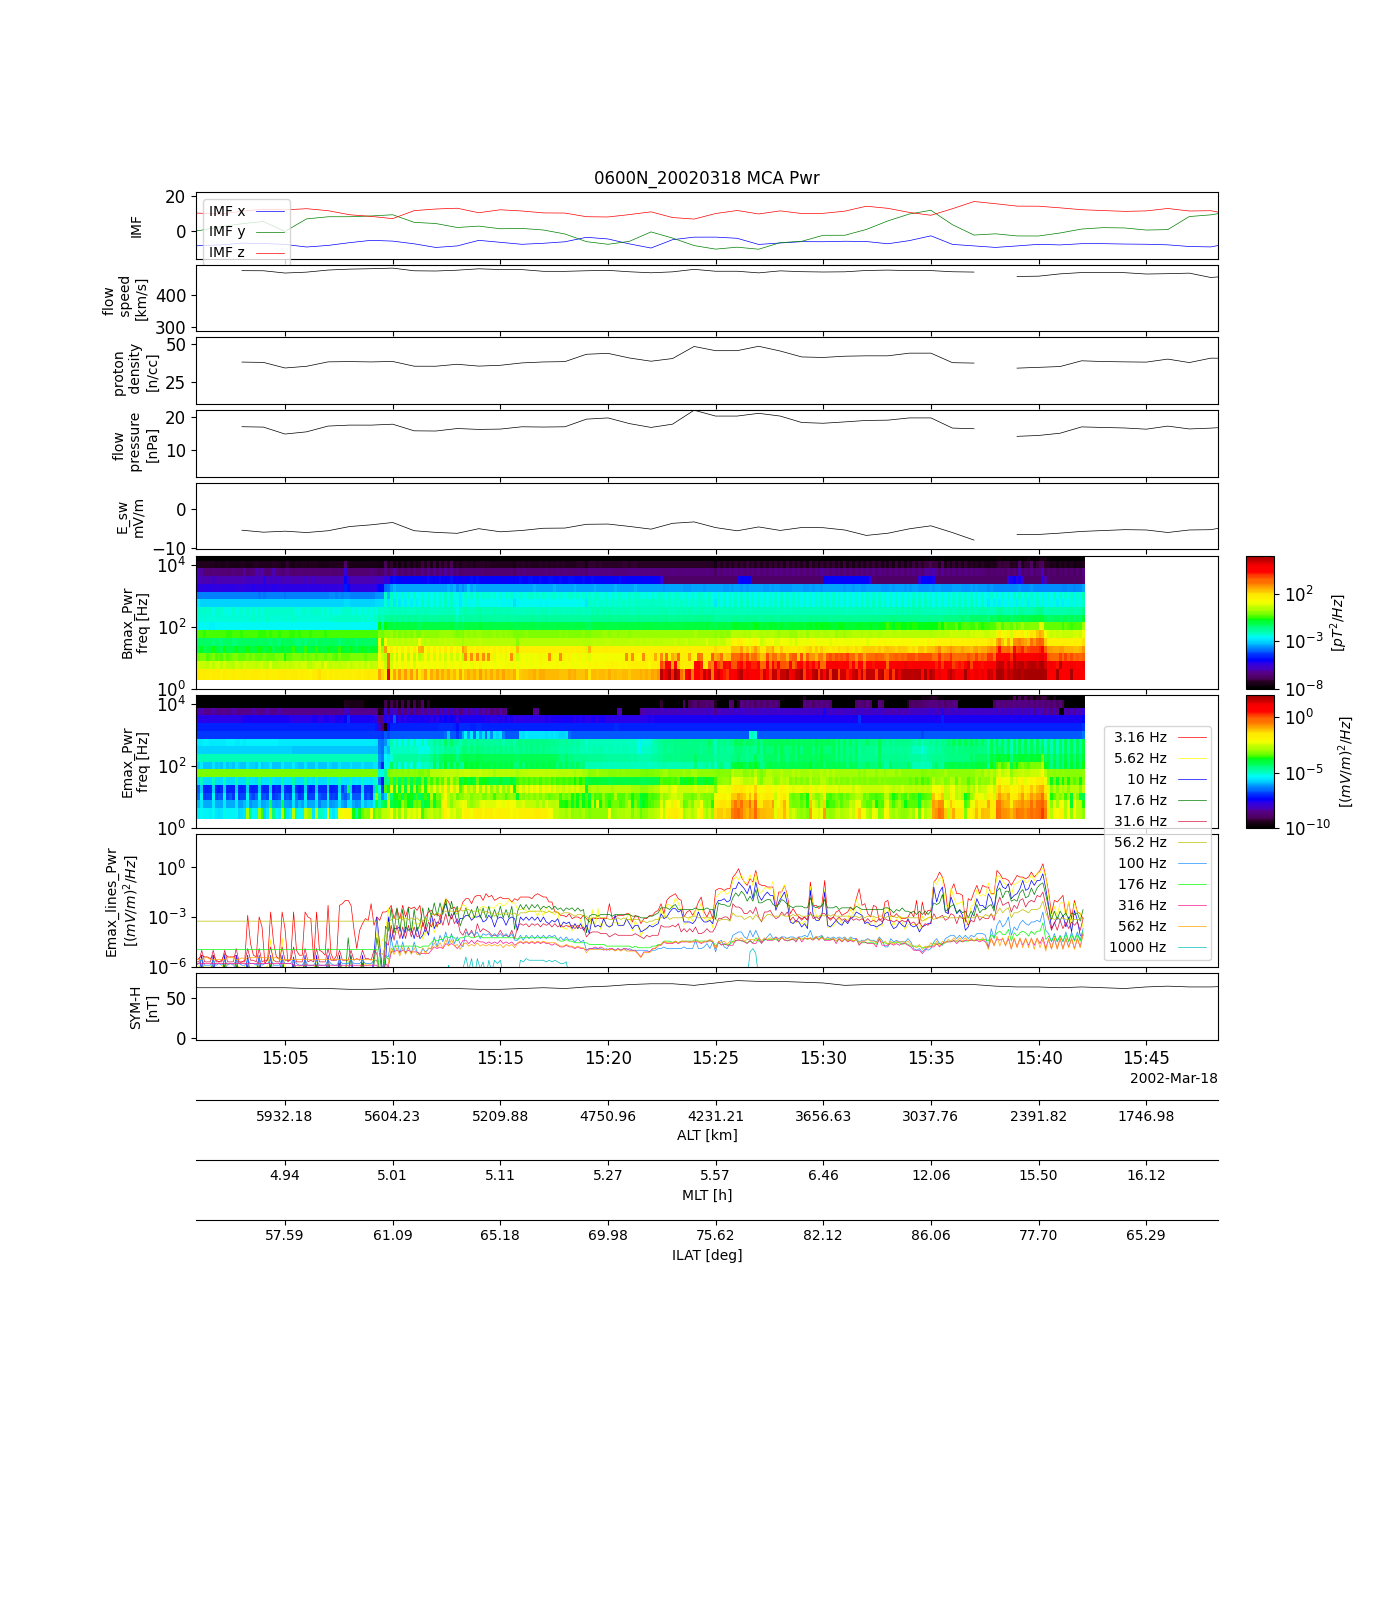 0600N_20020318 MCA Pwr
20
0
IMF
IMF x
IMF y
IMF z
400
300
flow
speed
[km/s]
50
25
proton
density
[n/cc]
20
10
flow
pressure
[nPa]
0
−10
E_sw
mV/m
10^4
10^2
10^0
Bmax_Pwr
freq [Hz]
10^2
10^−3
10^−8
[pT^2/Hz]
10^4
10^2
10^0
Emax_Pwr
freq [Hz]
10^0
10^−5
10^−10
[(mV/m)^2/Hz]
3.16 Hz
5.62 Hz
10 Hz
17.6 Hz
31.6 Hz
56.2 Hz
100 Hz
176 Hz
316 Hz
562 Hz
1000 Hz
10^0
10^−3
10^−6
Emax_lines_Pwr
[(mV/m)^2/Hz]
50
0
SYM-H
[nT]
15:05 15:10 15:15 15:20 15:25 15:30 15:35 15:40 15:45
2002-Mar-18
5932.18 5604.23 5209.88 4750.96 4231.21 3656.63 3037.76 2391.82 1746.98
ALT [km]
4.94 5.01 5.11 5.27 5.57 6.46 12.06 15.50 16.12
MLT [h]
57.59 61.09 65.18 69.98 75.62 82.12 86.06 77.70 65.29
ILAT [deg]